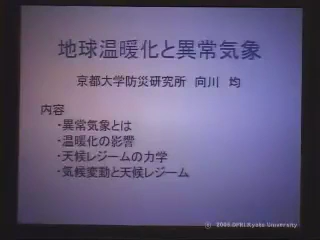 地球温暖化と異常気象
京都大学防災研究所 向川 均
内容
・異常気象とは
・温暖化の影響
・天候レジームの力学
・気候変動と天候レジーム
© 2005 DPRI,Kyoto University